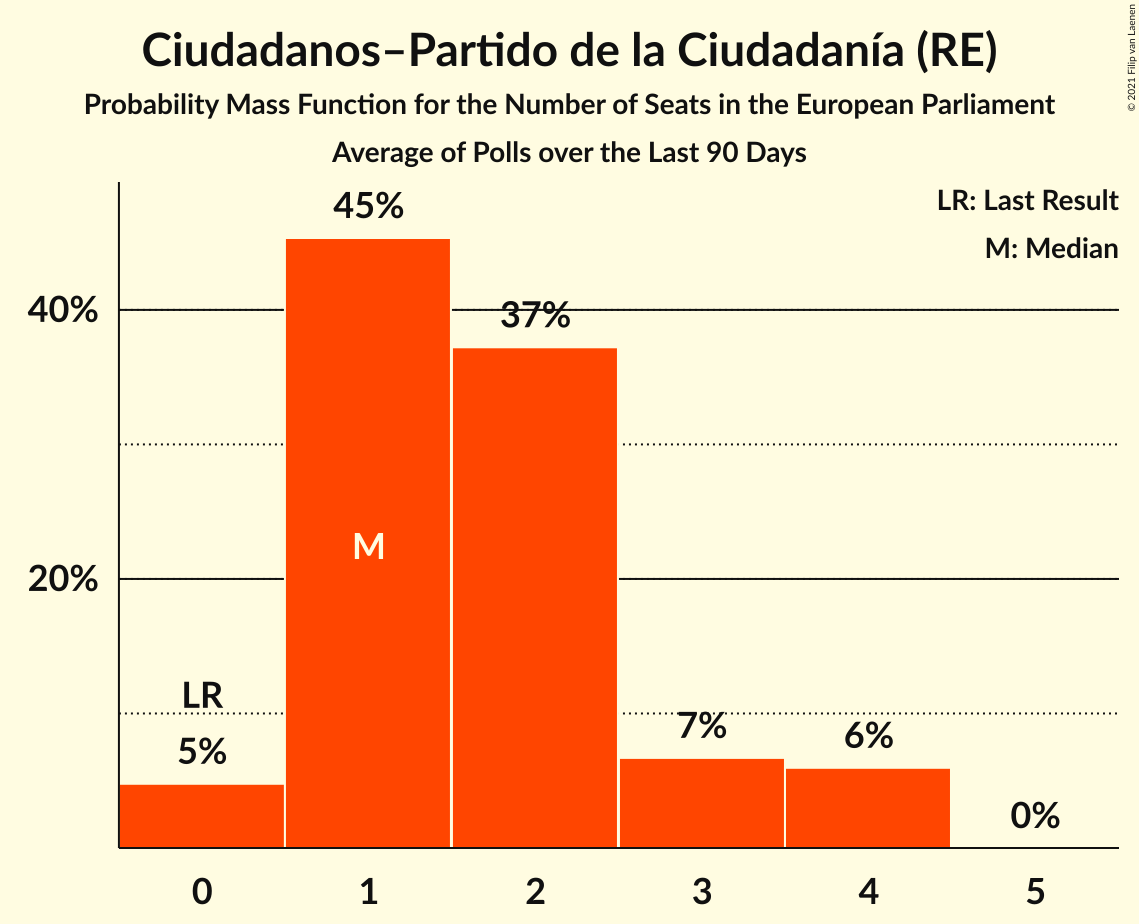 Ciudadanos–Partido de la Ciudadanía (RE)
Probability Mass Function for the Number of Seats in the European Parliament
Average of Polls over the Last 90 Days
© 2021 Filip van Laenen
LR: Last Result
M: Median
45%
40%
37%
M
20%
LR
5%
7%
6%
0%
0 1 2 3 4 5